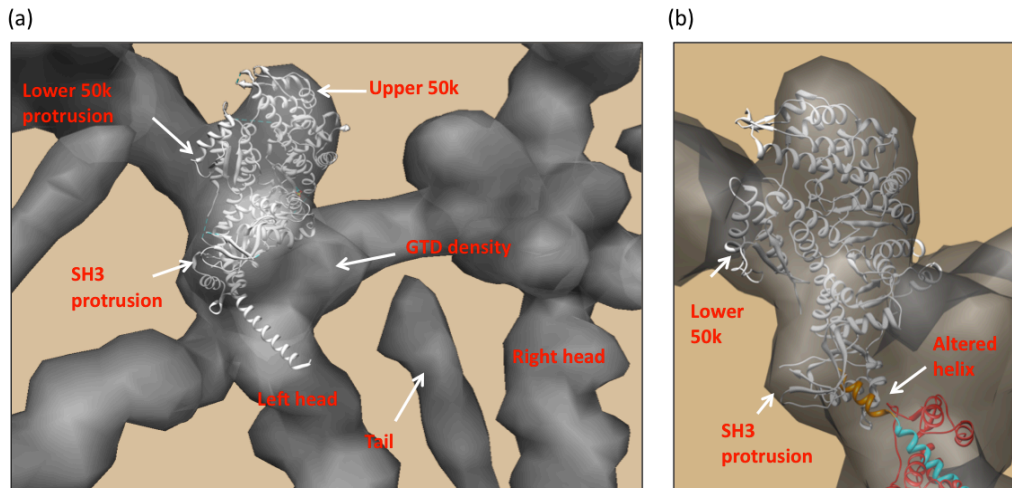 (a)
Lower 50k
protrusion
Upper 50k
SH3
protrusion
GTD density
Left head
Tail
Right head
(b)
Lower
50k
Altered
helix
SH3
protrusion